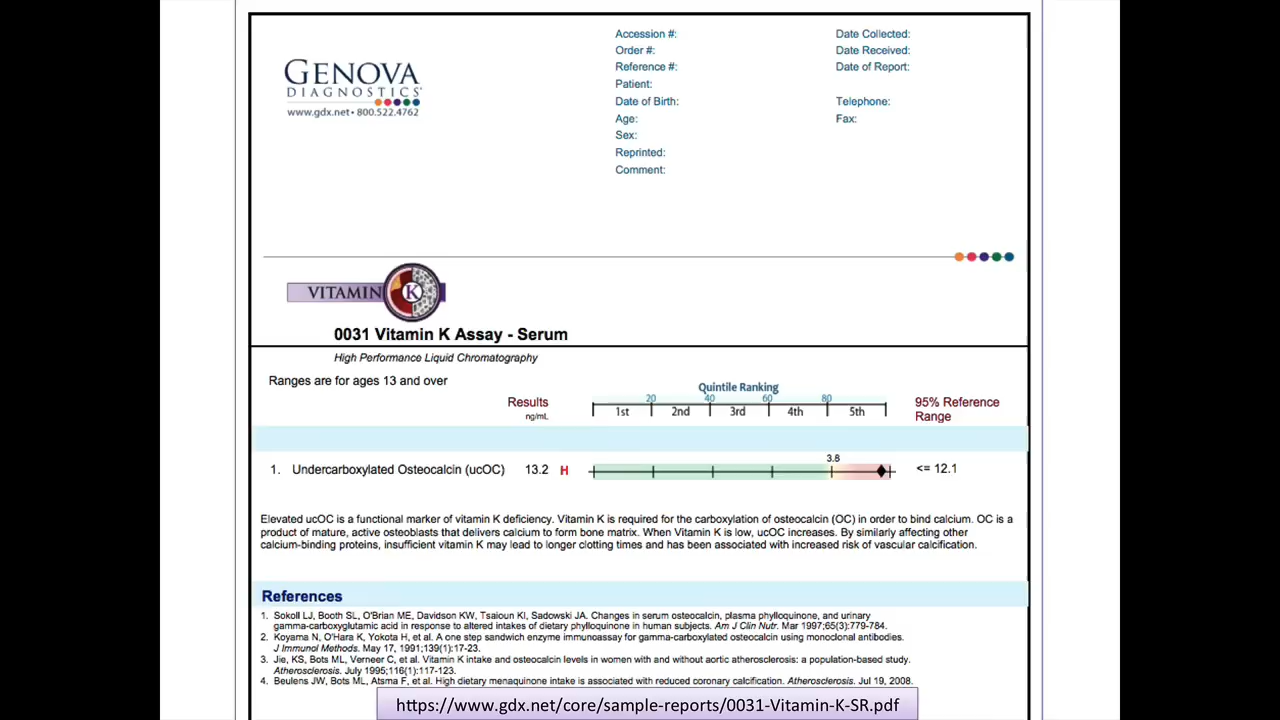 GENOVA
DIAGNOSTICS
www.gdx.net • 800.522.4762
Accession #:
Order #:
Reference #:
Patient:
Date of Birth:
Age:
Sex:
Reprinted:
Comment:
Date Collected:
Date Received:
Date of Report:
Telephone:
Fax:
VITAMIN K
0031 Vitamin K Assay - Serum
High Performance Liquid Chromatography
Ranges are for ages 13 and over
Results
ng/mL
Quintile Ranking
20 40 60 80
1st 2nd 3rd 4th 5th
95% Reference
Range
3.8
1. Undercarboxylated Osteocalcin (ucOC) 13.2 H <= 12.1
Elevated ucOC is a functional marker of vitamin K deficiency. Vitamin K is required for the carboxylation of osteocalcin (OC) in order to bind calcium. OC is a
product of mature, active osteoblasts that delivers calcium to form bone matrix. When Vitamin K is low, ucOC increases. By similarly affecting other
calcium-binding proteins, insufficient vitamin K may lead to longer clotting times and has been associated with increased risk of vascular calcification.
References
1. Sokoll LJ, Booth SL, O'Brian ME, Davidson KW, Tsaioun KI, Sadowski JA. Changes in serum osteocalcin, plasma phylloquinone, and urinary
gamma-carboxyglutamic acid in response to altered intakes of dietary phylloquinone in human subjects. Am J Clin Nutr. Mar 1997;65(3):779-784.
2. Koyama N, O'Hara K, Yokota H, et al. A one step sandwich enzyme immunoassay for gamma-carboxylated osteocalcin using monoclonal antibodies.
J Immunol Methods. May 17, 1991;139(1):17-23.
3. Jie, KS, Bots ML, Verneer C, et al. Vitamin K intake and osteocalcin levels in women with and without aortic atherosclerosis: a population-based study.
Atherosclerosis. July 1995;116(1):117-123.
4. Beulens JW, Bots ML, Atsma F, et al. High dietary menaquinone intake is associated with reduced coronary calcification. Atherosclerosis. Jul 19, 2008.
https://www.gdx.net/core/sample-reports/0031-Vitamin-K-SR.pdf